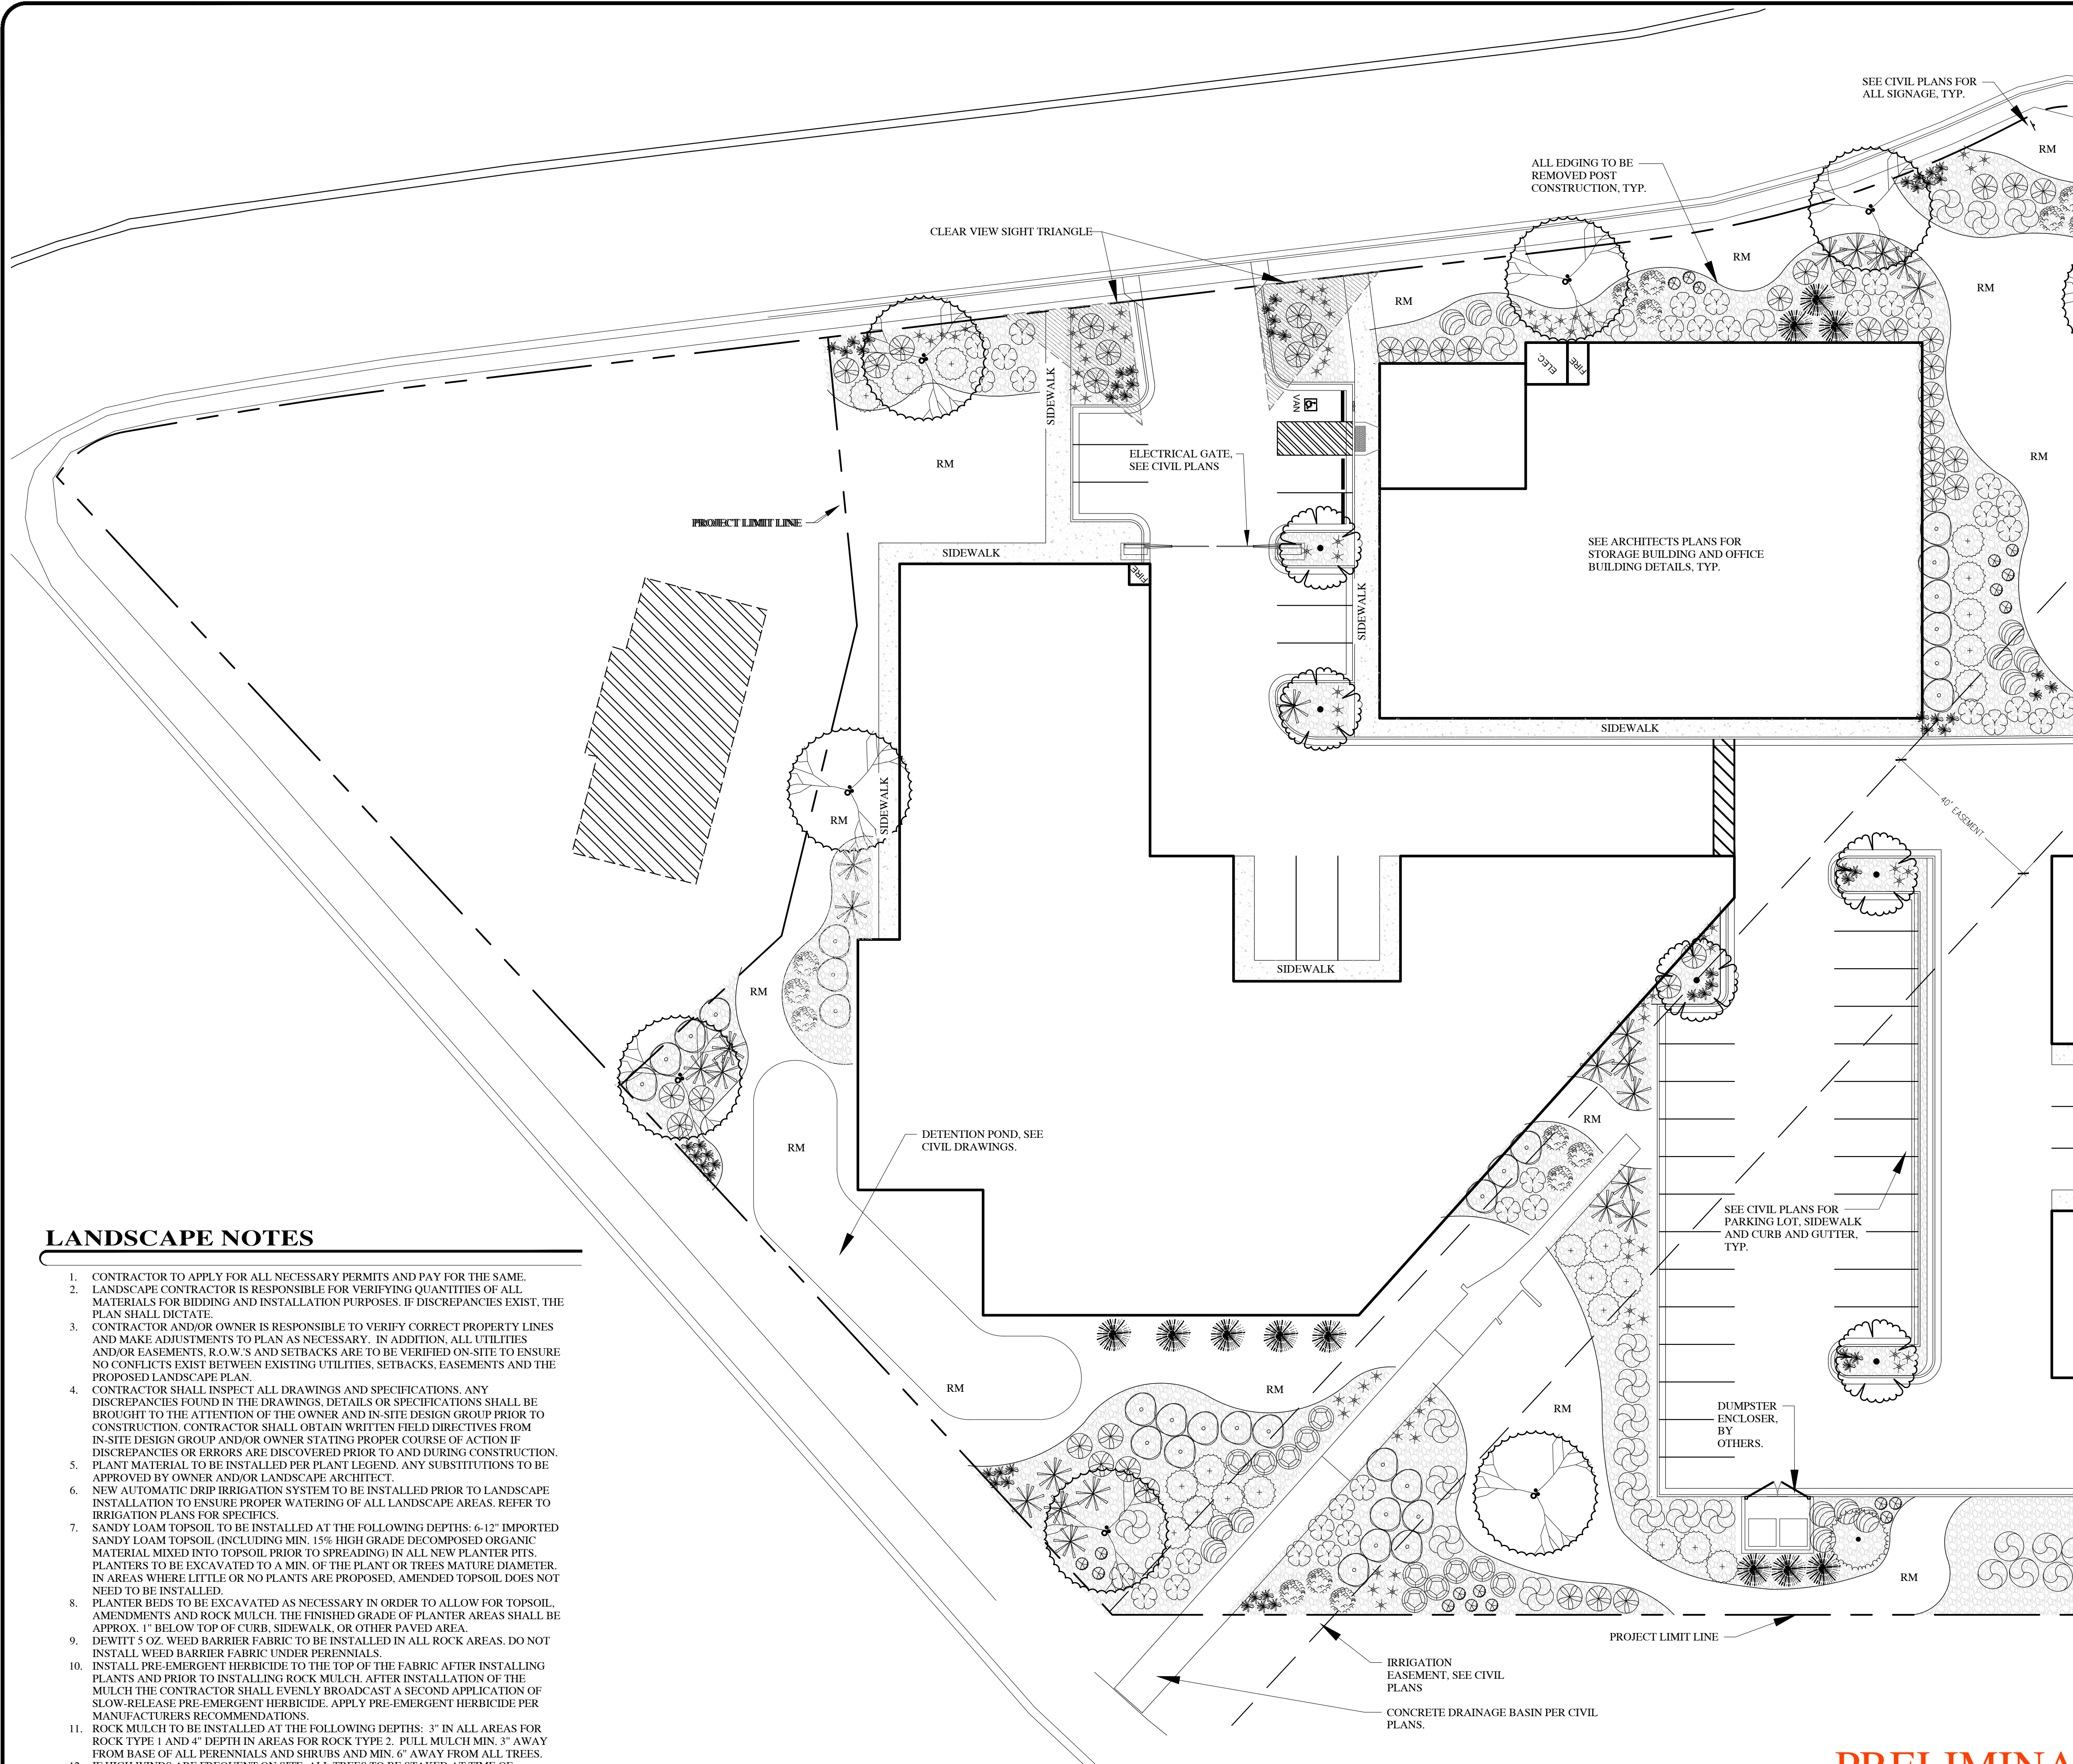 SEE CIVIL PLANS FOR
ALL SIGNAGE, TYP.
RM
ALL EDGING TO BE
REMOVED POST
CONSTRUCTION, TYP.
CLEAR VIEW SIGHT TRIANGLE
RM
RM
RM
ELEC.
FIRE
SIDEWALK
VAN
RM
ELECTRICAL GATE,
SEE CIVIL PLANS
RM
PROJECT LIMIT LINE
SIDEWALK
FIRE
SEE ARCHITECTS PLANS FOR
STORAGE BUILDING AND OFFICE
BUILDING DETAILS, TYP.
SIDEWALK
SIDEWALK
SIDEWALK
RM
40' EASEMENT
SIDEWALK
RM
RM
DETENTION POND, SEE
CIVIL DRAWINGS.
RM
SEE CIVIL PLANS FOR
PARKING LOT, SIDEWALK
AND CURB AND GUTTER,
TYP.
RM
RM
RM
DUMPSTER
ENCLOSER,
BY
OTHERS.
RM
PROJECT LIMIT LINE
IRRIGATION
EASEMENT, SEE CIVIL
PLANS
CONCRETE DRAINAGE BASIN PER CIVIL
PLANS.
LANDSCAPE NOTES
1. CONTRACTOR TO APPLY FOR ALL NECESSARY PERMITS AND PAY FOR THE SAME.
2. LANDSCAPE CONTRACTOR IS RESPONSIBLE FOR VERIFYING QUANTITIES OF ALL
MATERIALS FOR BIDDING AND INSTALLATION PURPOSES. IF DISCREPANCIES EXIST, THE
PLAN SHALL DICTATE.
3. CONTRACTOR AND/OR OWNER IS RESPONSIBLE TO VERIFY CORRECT PROPERTY LINES
AND MAKE ADJUSTMENTS TO PLAN AS NECESSARY. IN ADDITION, ALL UTILITIES
AND/OR EASEMENTS, R.O.W.'S AND SETBACKS ARE TO BE VERIFIED ON-SITE TO ENSURE
NO CONFLICTS EXIST BETWEEN EXISTING UTILITIES, SETBACKS, EASEMENTS AND THE
PROPOSED LANDSCAPE PLAN.
4. CONTRACTOR SHALL INSPECT ALL DRAWINGS AND SPECIFICATIONS. ANY
DISCREPANCIES FOUND IN THE DRAWINGS, DETAILS OR SPECIFICATIONS SHALL BE
BROUGHT TO THE ATTENTION OF THE OWNER AND IN-SITE DESIGN GROUP PRIOR TO
CONSTRUCTION. CONTRACTOR SHALL OBTAIN WRITTEN FIELD DIRECTIVES FROM
IN-SITE DESIGN GROUP AND/OR OWNER STATING PROPER COURSE OF ACTION IF
DISCREPANCIES OR ERRORS ARE DISCOVERED PRIOR TO AND DURING CONSTRUCTION.
5. PLANT MATERIAL TO BE INSTALLED PER PLANT LEGEND. ANY SUBSTITUTIONS TO BE
APPROVED BY OWNER AND/OR LANDSCAPE ARCHITECT.
6. NEW AUTOMATIC DRIP IRRIGATION SYSTEM TO BE INSTALLED PRIOR TO LANDSCAPE
INSTALLATION TO ENSURE PROPER WATERING OF ALL LANDSCAPE AREAS. REFER TO
IRRIGATION PLANS FOR SPECIFICS.
7. SANDY LOAM TOPSOIL TO BE INSTALLED AT THE FOLLOWING DEPTHS: 6-12" IMPORTED
SANDY LOAM TOPSOIL (INCLUDING MIN. 15% HIGH GRADE DECOMPOSED ORGANIC
MATERIAL MIXED INTO TOPSOIL PRIOR TO SPREADING) IN ALL NEW PLANTER PITS.
PLANTERS TO BE EXCAVATED TO A MIN. OF THE PLANT OR TREES MATURE DIAMETER.
IN AREAS WHERE LITTLE OR NO PLANTS ARE PROPOSED, AMENDED TOPSOIL DOES NOT
NEED TO BE INSTALLED.
8. PLANTER BEDS TO BE EXCAVATED AS NECESSARY IN ORDER TO ALLOW FOR TOPSOIL,
AMENDMENTS AND ROCK MULCH. THE FINISHED GRADE OF PLANTER AREAS SHALL BE
APPROX. 1" BELOW TOP OF CURB, SIDEWALK, OR OTHER PAVED AREA.
9. DEWITT 5 OZ. WEED BARRIER FABRIC TO BE INSTALLED IN ALL ROCK AREAS. DO NOT
INSTALL WEED BARRIER FABRIC UNDER PERENNIALS.
10. INSTALL PRE-EMERGENT HERBICIDE TO THE TOP OF THE FABRIC AFTER INSTALLING
PLANTS AND PRIOR TO INSTALLING ROCK MULCH. AFTER INSTALLATION OF THE
MULCH THE CONTRACTOR SHALL EVENLY BROADCAST A SECOND APPLICATION OF
SLOW-RELEASE PRE-EMERGENT HERBICIDE. APPLY PRE-EMERGENT HERBICIDE PER
MANUFACTURERS RECOMMENDATIONS.
11. ROCK MULCH TO BE INSTALLED AT THE FOLLOWING DEPTHS: 3" IN ALL AREAS FOR
ROCK TYPE 1 AND 4" DEPTH IN AREAS FOR ROCK TYPE 2. PULL MULCH MIN. 3" AWAY
FROM BASE OF ALL PERENNIALS AND SHRUBS AND MIN. 6" AWAY FROM ALL TREES.